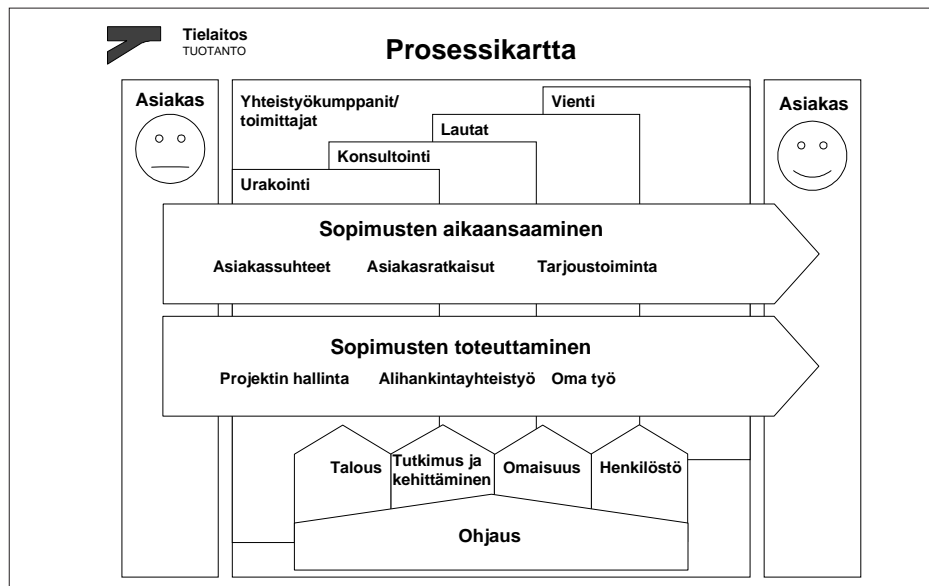 Tielaitos
TUOTANTO
Prosessikartta
Asiakas
Yhteistyökumppanit/
toimittajat
Vienti
Asiakas
Lautat
Konsultointi
Urakointi
Sopimusten aikaansaaminen
Asiakassuhteet Asiakasratkaisut Tarjoustoiminta
Sopimusten toteuttaminen
Projektin hallinta Alihankintayhteistyö Oma työ
Talous
Tutkimus ja
kehittäminen
Omaisuus
Henkilöstö
Ohjaus